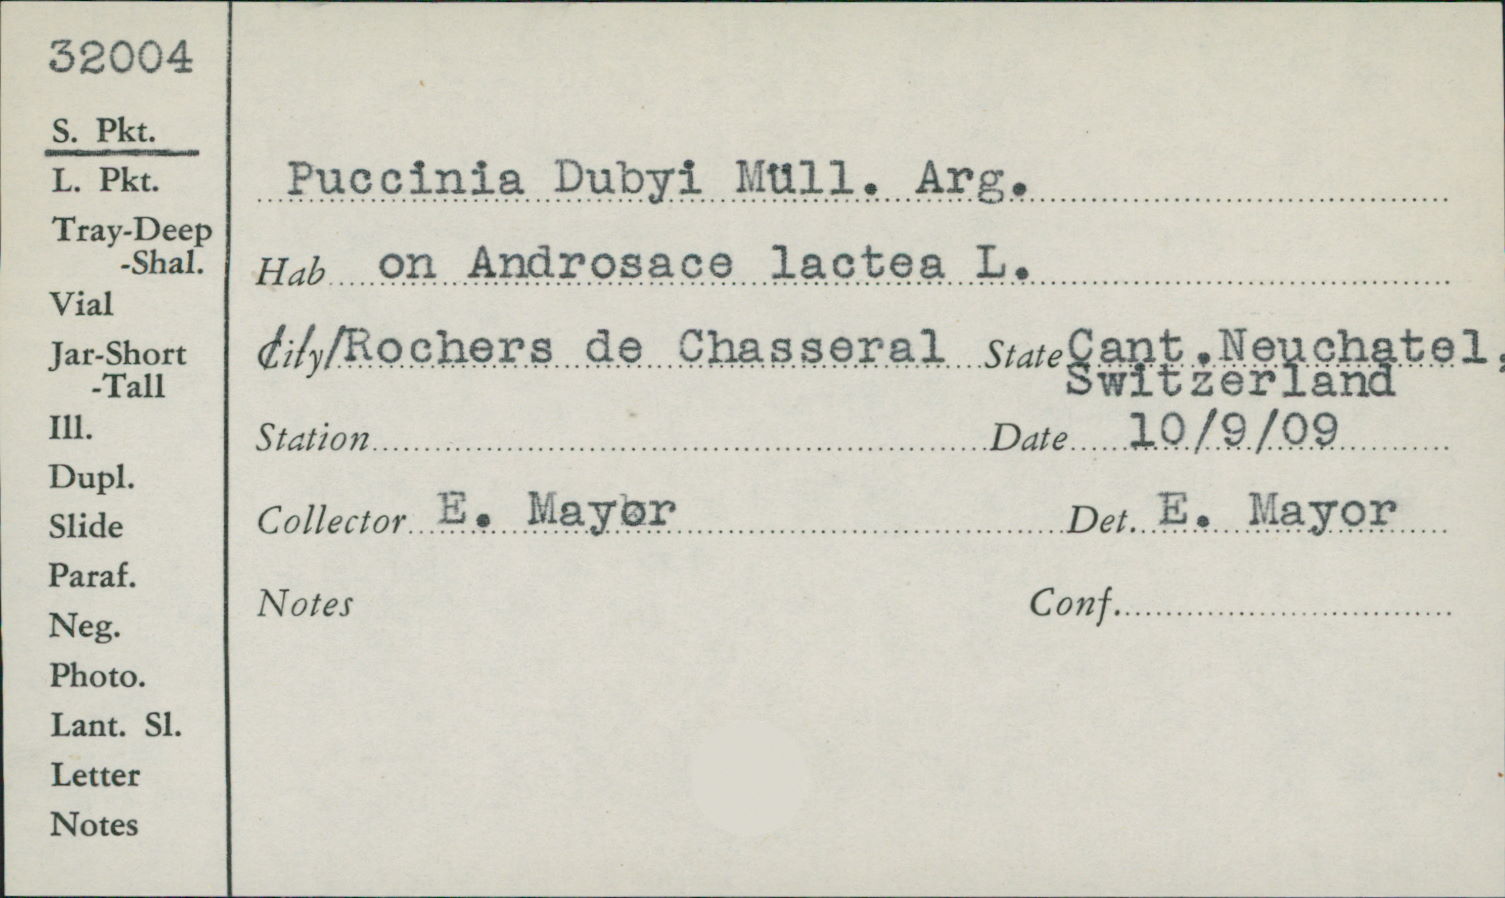 32004
S. Pkt.
L. Pkt.
Tray-Deep
-Shal.
Vial
Jar-Short
-Tall
Ill.
Dupl.
Slide
Paraf.
Neg.
Photo.
Lant. Sl.
Letter
Notes
Puccinia Dubyi Müll. Arg.
Hab on Androsace lactea L.
City Rochers de Chasseral State Cant. Neuchatel,
Switzerland
Station Date 10/9/09
Collector E. Mayor Det. E. Mayor
Notes Conf.